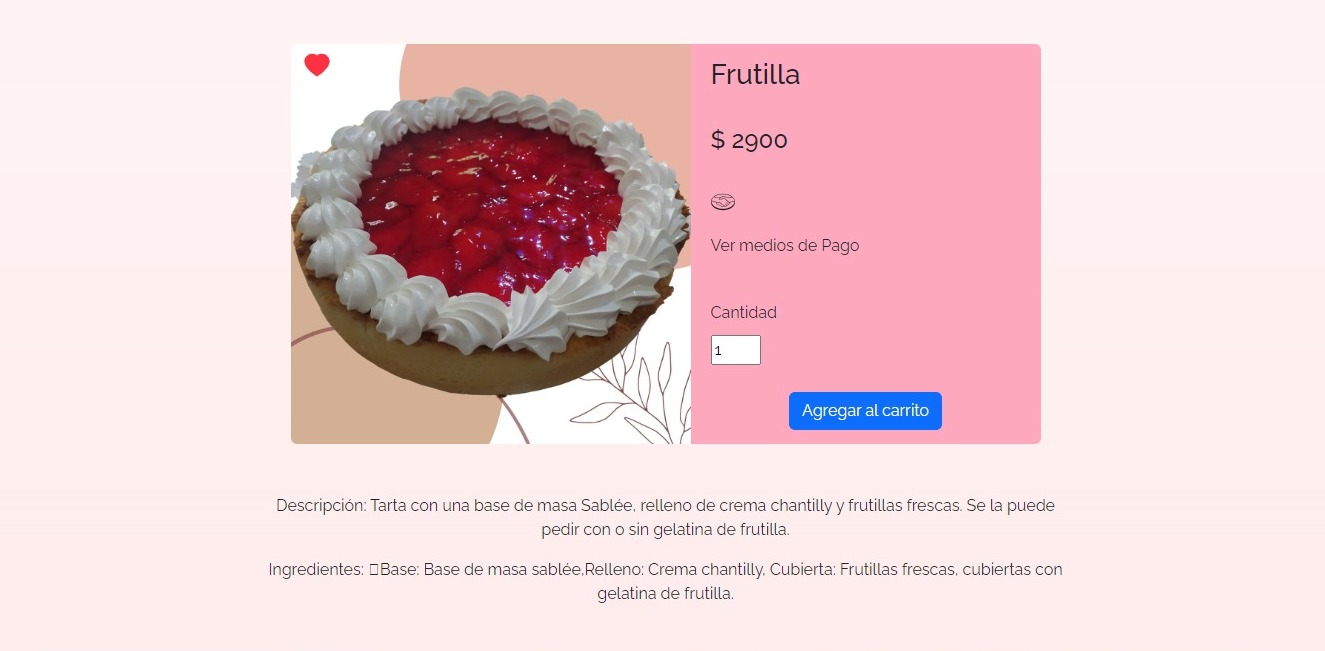 Frutilla
$ 2900
Ver medios de Pago
Cantidad
1
Agregar al carrito
Descripción: Tarta con una base de masa Sablée, relleno de crema chantilly y frutillas frescas. Se la puede
pedir con o sin gelatina de frutilla.
Ingredientes: Base: Base de masa sablée,Relleno: Crema chantilly, Cubierta: Frutillas frescas, cubiertas con
gelatina de frutilla.